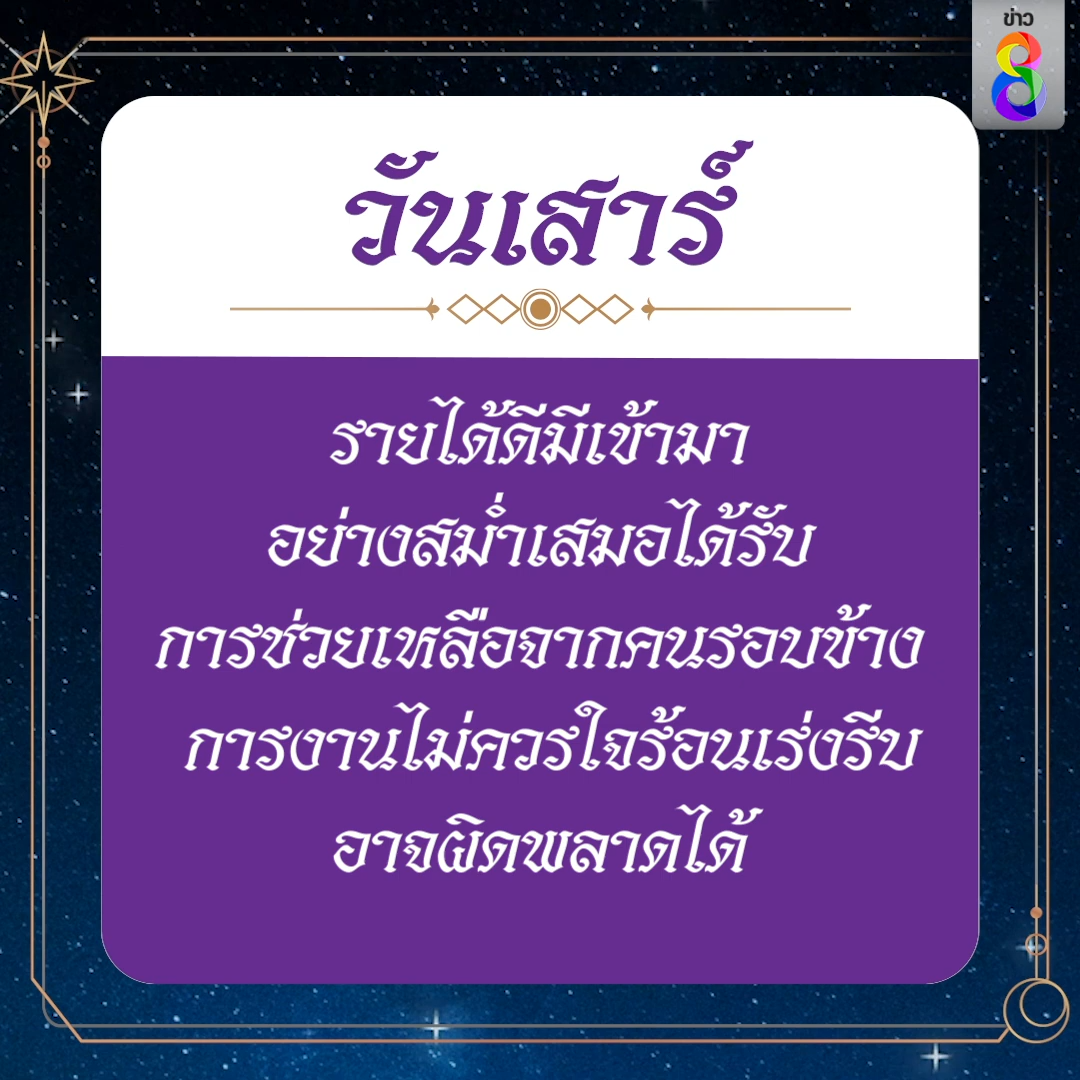 ข่าว
8
วันเสาร์
รายได้ดีมีเข้ามา
อย่างสม่ำเสมอได้รับ
การช่วยเหลือจากคนรอบข้าง
การงานไม่ควรใจร้อนเร่งรีบ
อาจผิดพลาดได้